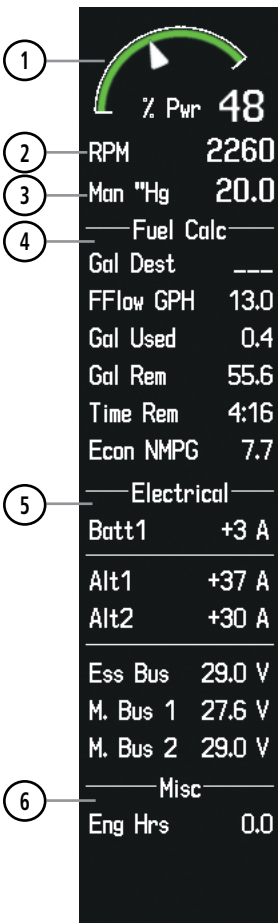 1
% Pwr 48
2 RPM 2260
3 Man "Hg 20.0
4 Fuel Calc
Gal Dest ___
FFlow GPH 13.0
Gal Used 0.4
Gal Rem 55.6
Time Rem 4:16
Econ NMPG 7.7
5 Electrical
Batt1 +3 A
Alt1 +37 A
Alt2 +30 A
Ess Bus 29.0 V
M. Bus 1 27.6 V
M. Bus 2 29.0 V
6 Misc
Eng Hrs 0.0